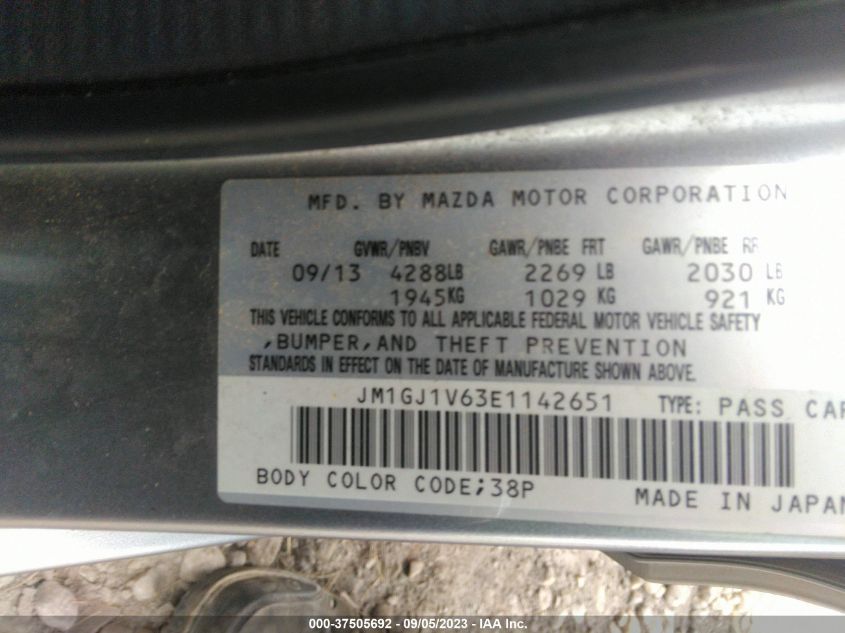 MFD. BY MAZDA MOTOR CORPORATION
DATE GVWR/PNBV GAWR/PNBE FRT GAWR/PNBE RR
09/13 4288LB 2269 LB 2030 LB
1945KG 1029 KG 921 KG
THIS VEHICLE CONFORMS TO ALL APPLICABLE FEDERAL MOTOR VEHICLE SAFETY
,BUMPER,AND THEFT PREVENTION
STANDARDS IN EFFECT ON THE DATE OF MANUFACTURE SHOWN ABOVE.
JM1GJ1V63E1142651 TYPE: PASS CAR
BODY COLOR CODE;38P
MADE IN JAPAN
000-37505692 - 09/05/2023 - IAA Inc.